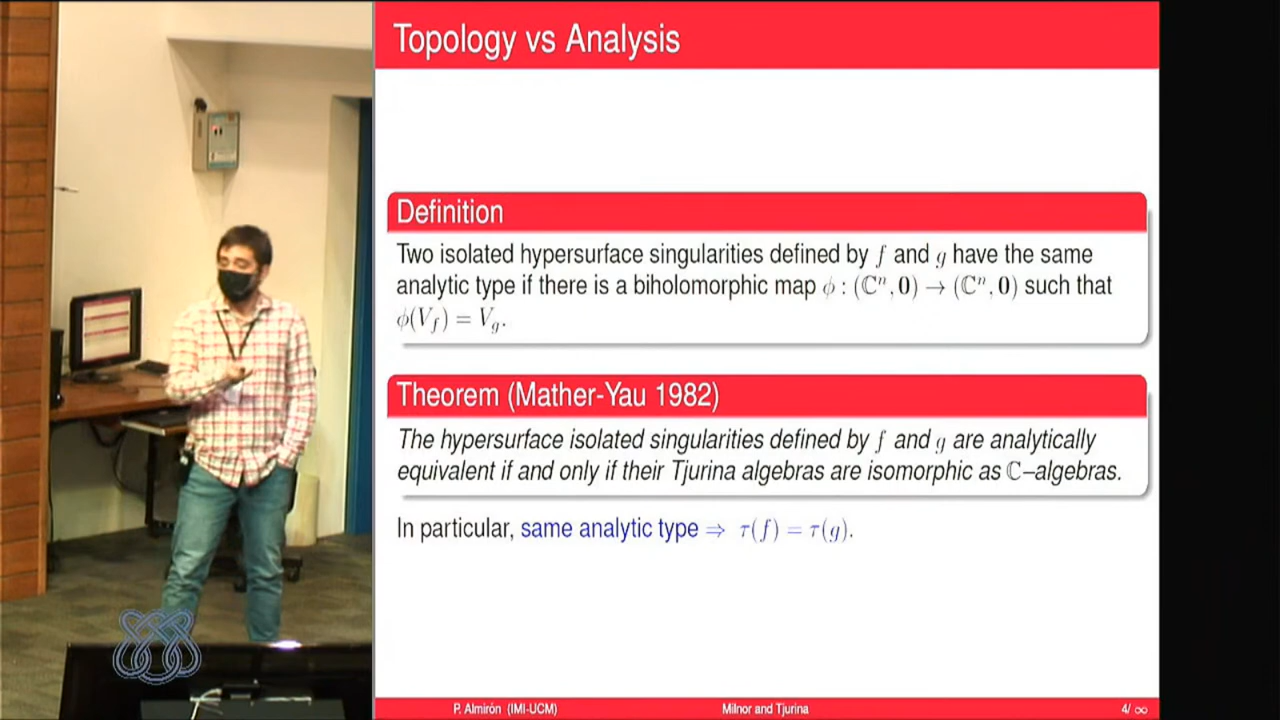 Topology vs Analysis
Definition
Two isolated hypersurface singularities defined by f and g have the same
analytic type if there is a biholomorphic map ϕ : (ℂⁿ, 0) → (ℂⁿ, 0) such that
ϕ(V_f) = V_g.
Theorem (Mather-Yau 1982)
The hypersurface isolated singularities defined by f and g are analytically
equivalent if and only if their Tjurina algebras are isomorphic as ℂ–algebras.
In particular, same analytic type ⇒ τ(f) = τ(g).
P. Almirón (IMI-UCM) Milnor and Tjurina 4/ ∞